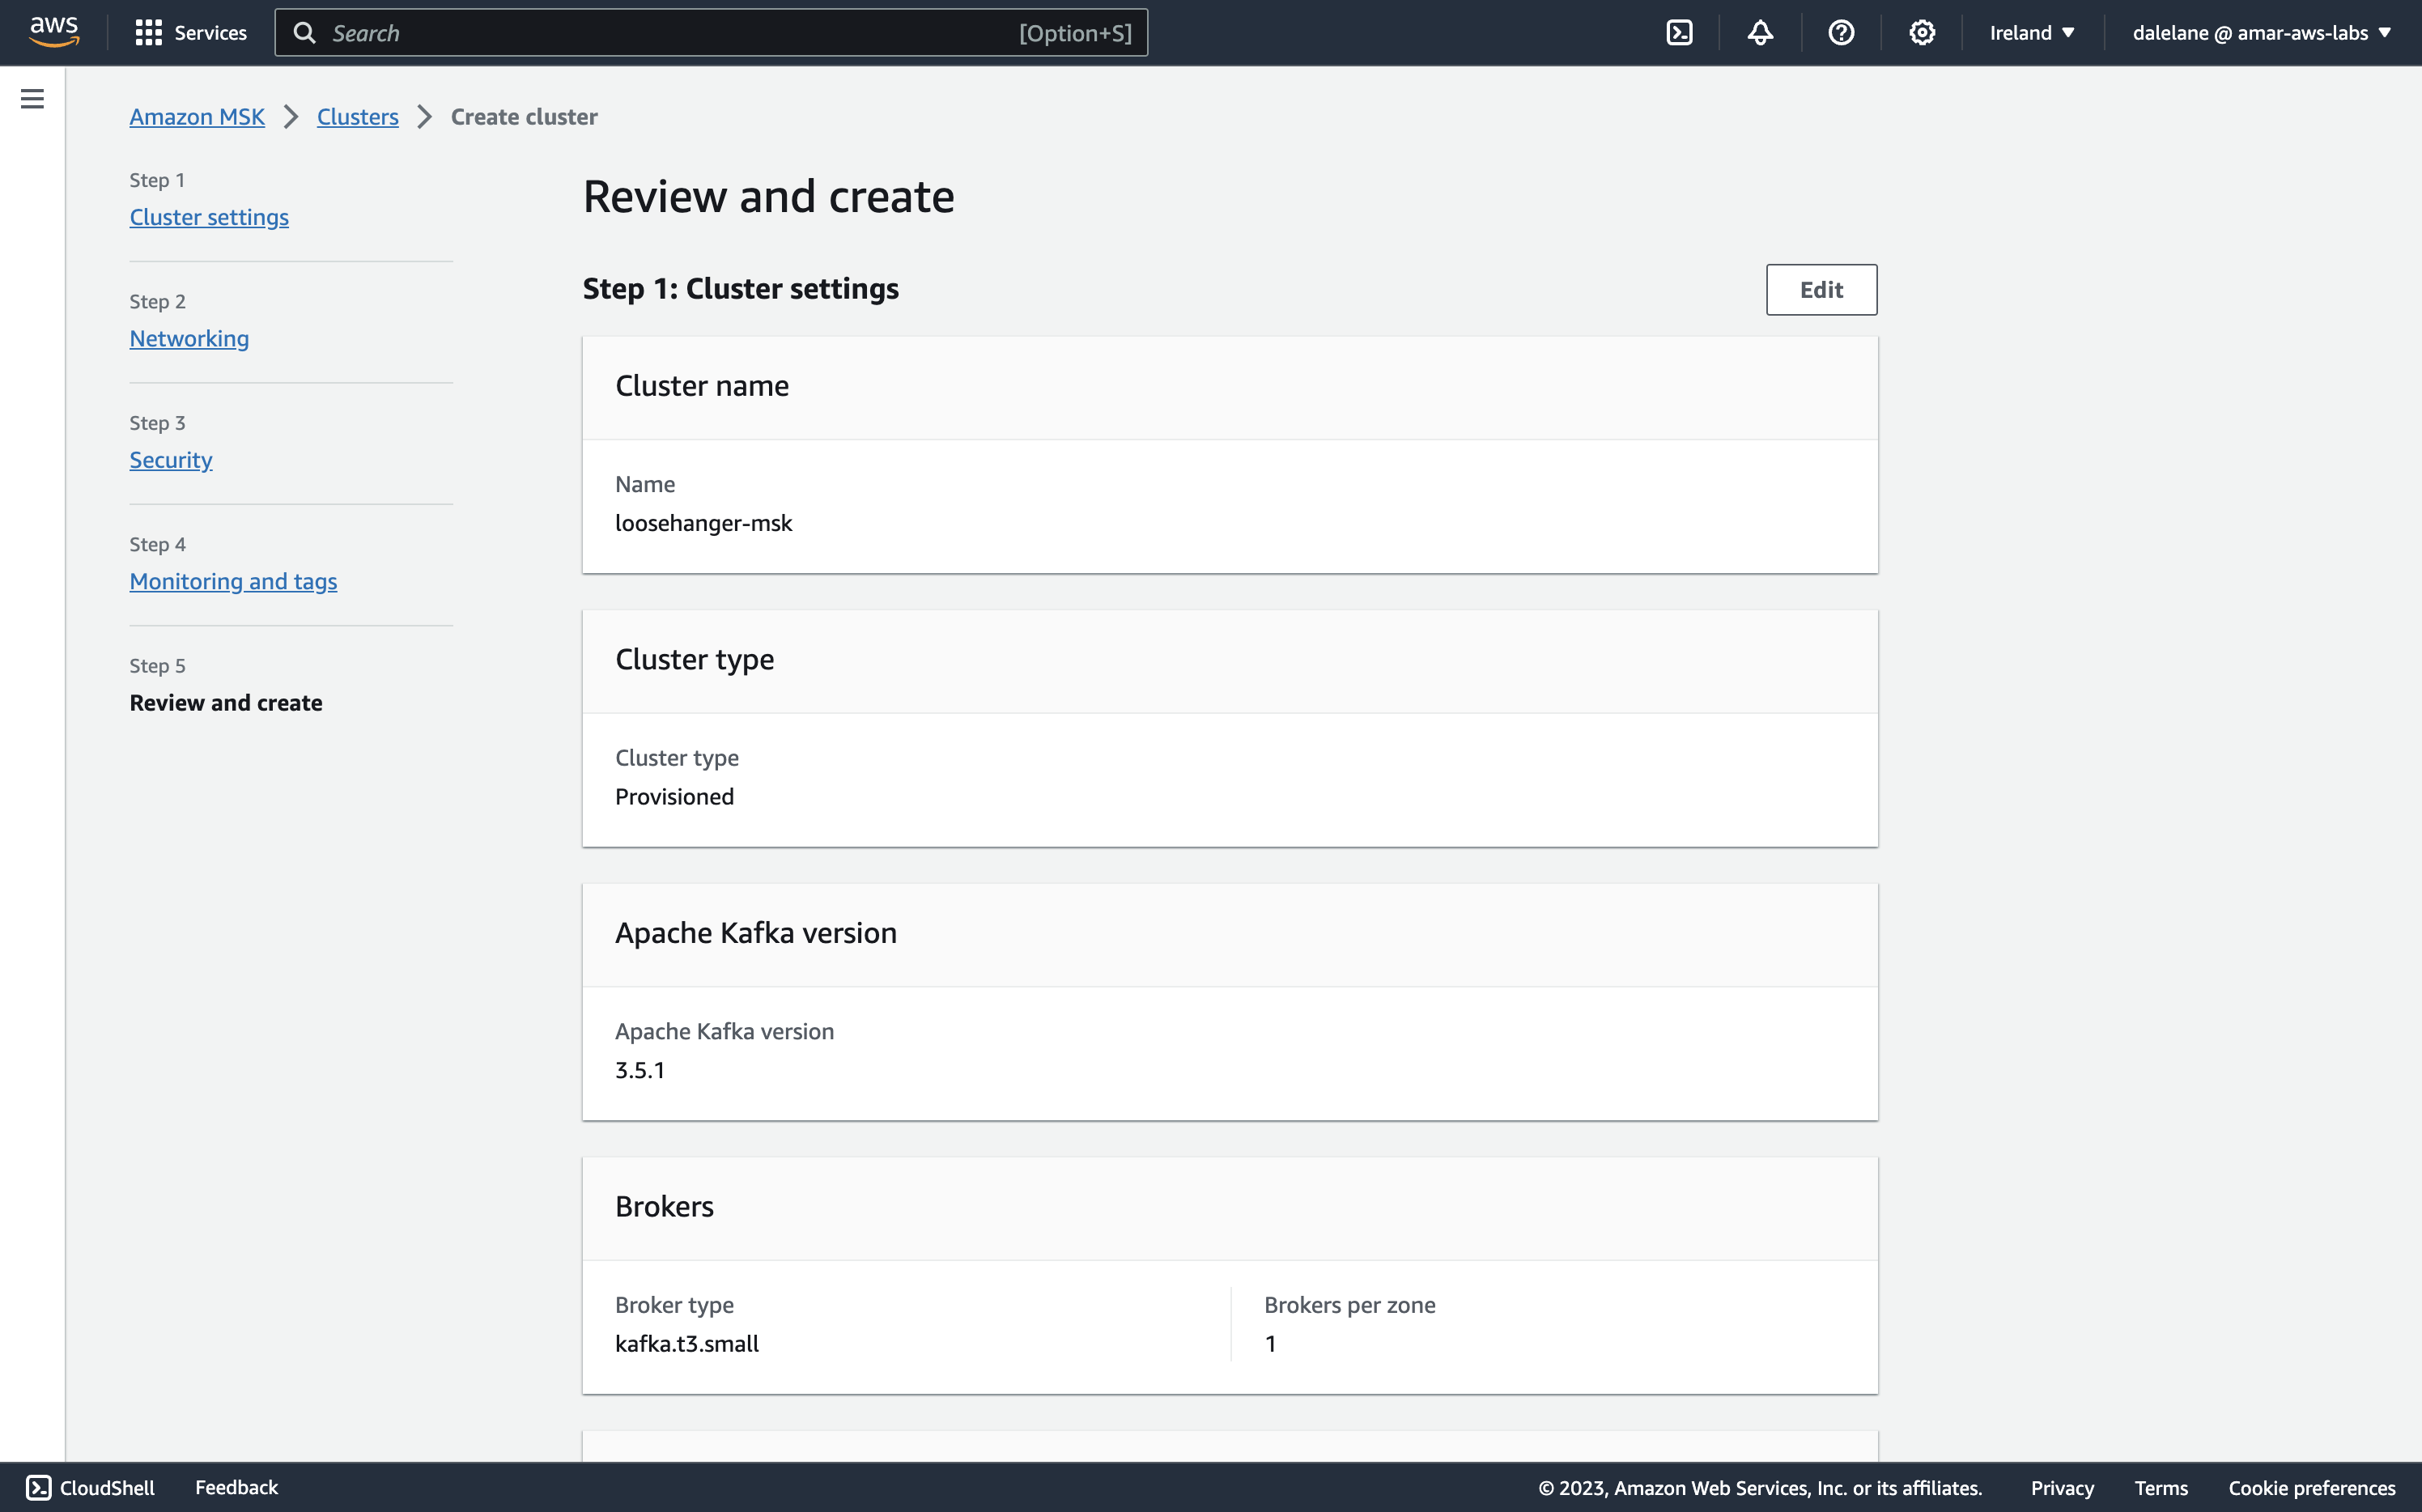 aws
Services
Search
[Option+S]
Ireland
dalelane @ amar-aws-labs
Amazon MSK
Clusters
Create cluster
Step 1
Cluster settings
Step 2
Networking
Step 3
Security
Step 4
Monitoring and tags
Step 5
Review and create
Review and create
Step 1: Cluster settings
Edit
Cluster name
Name
loosehanger-msk
Cluster type
Cluster type
Provisioned
Apache Kafka version
Apache Kafka version
3.5.1
Brokers
Broker type
kafka.t3.small
Brokers per zone
1
CloudShell
Feedback
© 2023, Amazon Web Services, Inc. or its affiliates.
Privacy
Terms
Cookie preferences